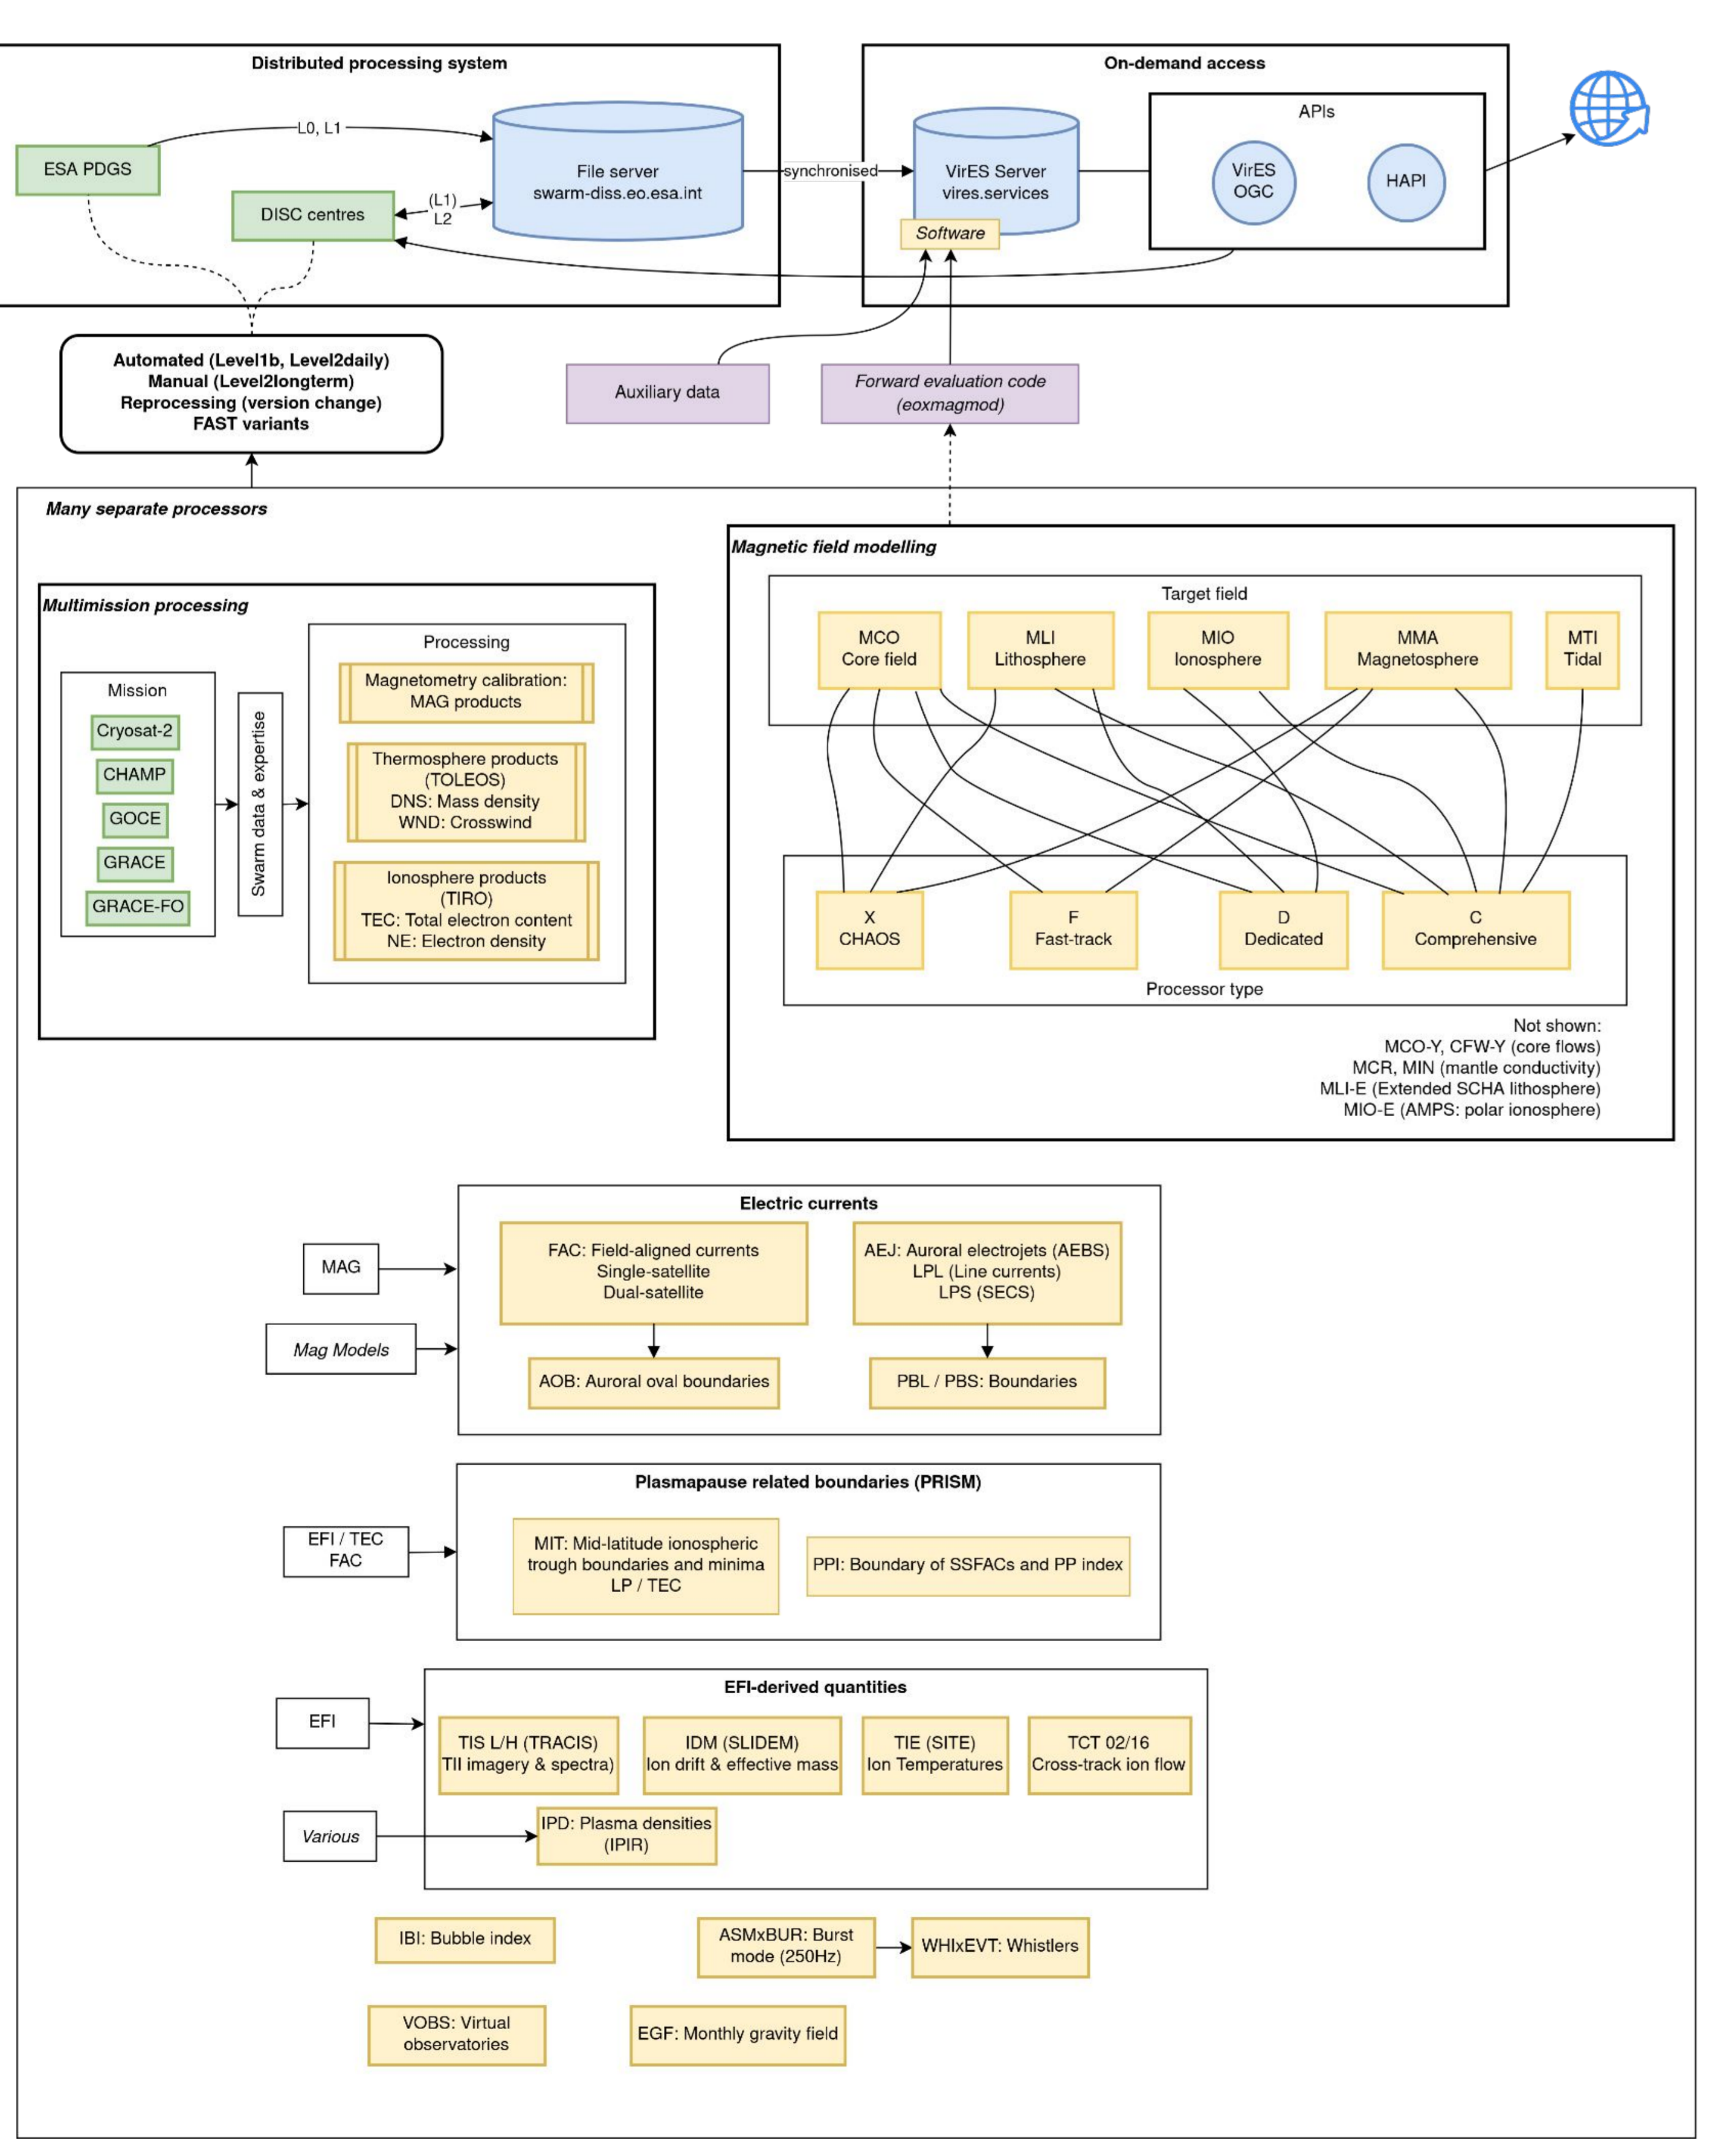 Distributed processing system
L0, L1
ESA PDGS
DISC centres
(L1)
L2
File server
swarm-diss.eo.esa.int
synchronised
On-demand access
VirES Server
vires.services
Software
APIs
VirES
OGC
HAPI
Automated (Level1b, Level2daily)
Manual (Level2longterm)
Reprocessing (version change)
FAST variants
Auxiliary data
Forward evaluation code
(eoxmagmod)
Many separate processors
Multimission processing
Mission
Cryosat-2
CHAMP
GOCE
GRACE
GRACE-FO
Swarm data & expertise
Processing
Magnetometry calibration:
MAG products
Thermosphere products
(TOLEOS)
DNS: Mass density
WND: Crosswind
Ionosphere products
(TIRO)
TEC: Total electron content
NE: Electron density
Magnetic field modelling
Target field
MCO
Core field
MLI
Lithosphere
MIO
Ionosphere
MMA
Magnetosphere
MTI
Tidal
X
CHAOS
F
Fast-track
D
Dedicated
C
Comprehensive
Processor type
Not shown:
MCO-Y, CFW-Y (core flows)
MCR, MIN (mantle conductivity)
MLI-E (Extended SCHA lithosphere)
MIO-E (AMPS: polar ionosphere)
MAG
Mag Models
Electric currents
FAC: Field-aligned currents
Single-satellite
Dual-satellite
AEJ: Auroral electrojets (AEBS)
LPL (Line currents)
LPS (SECS)
AOB: Auroral oval boundaries
PBL / PBS: Boundaries
EFI / TEC
FAC
Plasmapause related boundaries (PRISM)
MIT: Mid-latitude ionospheric
trough boundaries and minima
LP / TEC
PPI: Boundary of SSFACs and PP index
EFI
Various
EFI-derived quantities
TIS L/H (TRACIS)
TII imagery & spectra)
IDM (SLIDEM)
Ion drift & effective mass
TIE (SITE)
Ion Temperatures
TCT 02/16
Cross-track ion flow
IPD: Plasma densities
(IPIR)
IBI: Bubble index
ASMxBUR: Burst
mode (250Hz)
WHIxEVT: Whistlers
VOBS: Virtual
observatories
EGF: Monthly gravity field